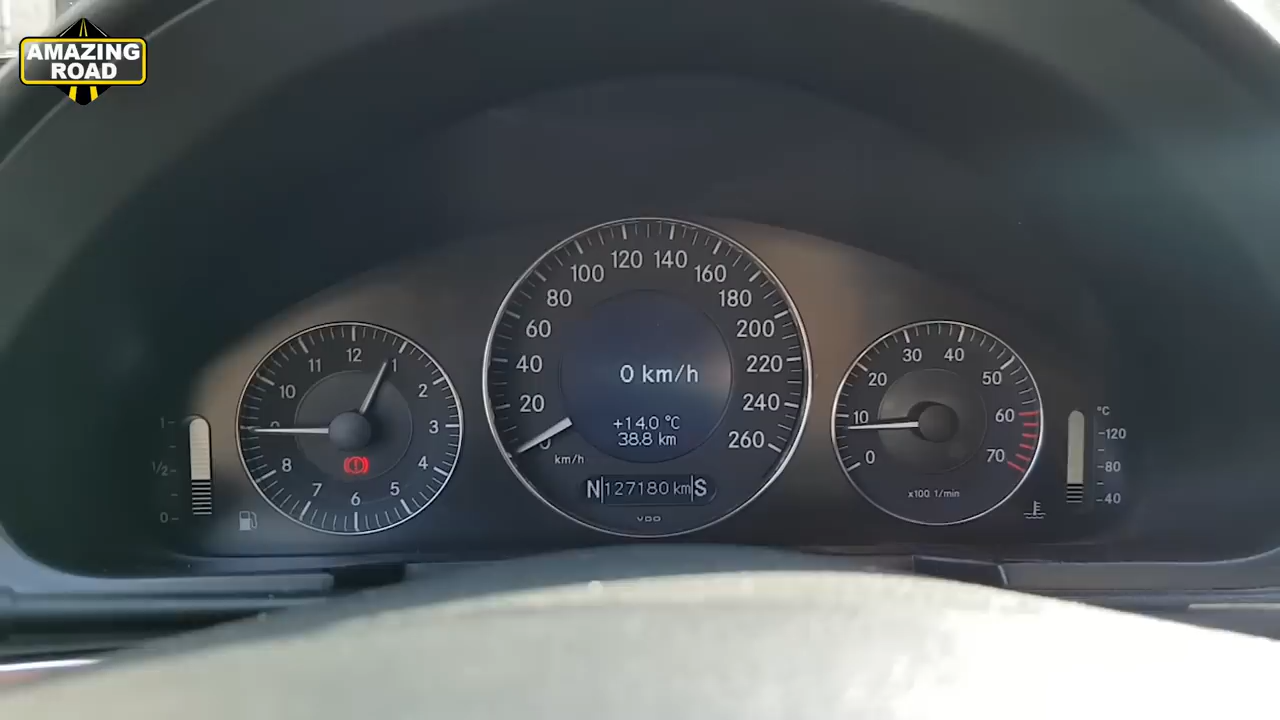 AMAZING
ROAD
11 12 1
10 2
9 3
8 4
7 6 5
1
1/2
0
100 120 140 160
80 180
60 200
40 220
20 240
0 260
km/h
0 km/h
+14.0 °C
38.8 km
N 127180 km S
VDO
30 40
20 50
10 60
0 70
x100 1/min
°C
120
80
40